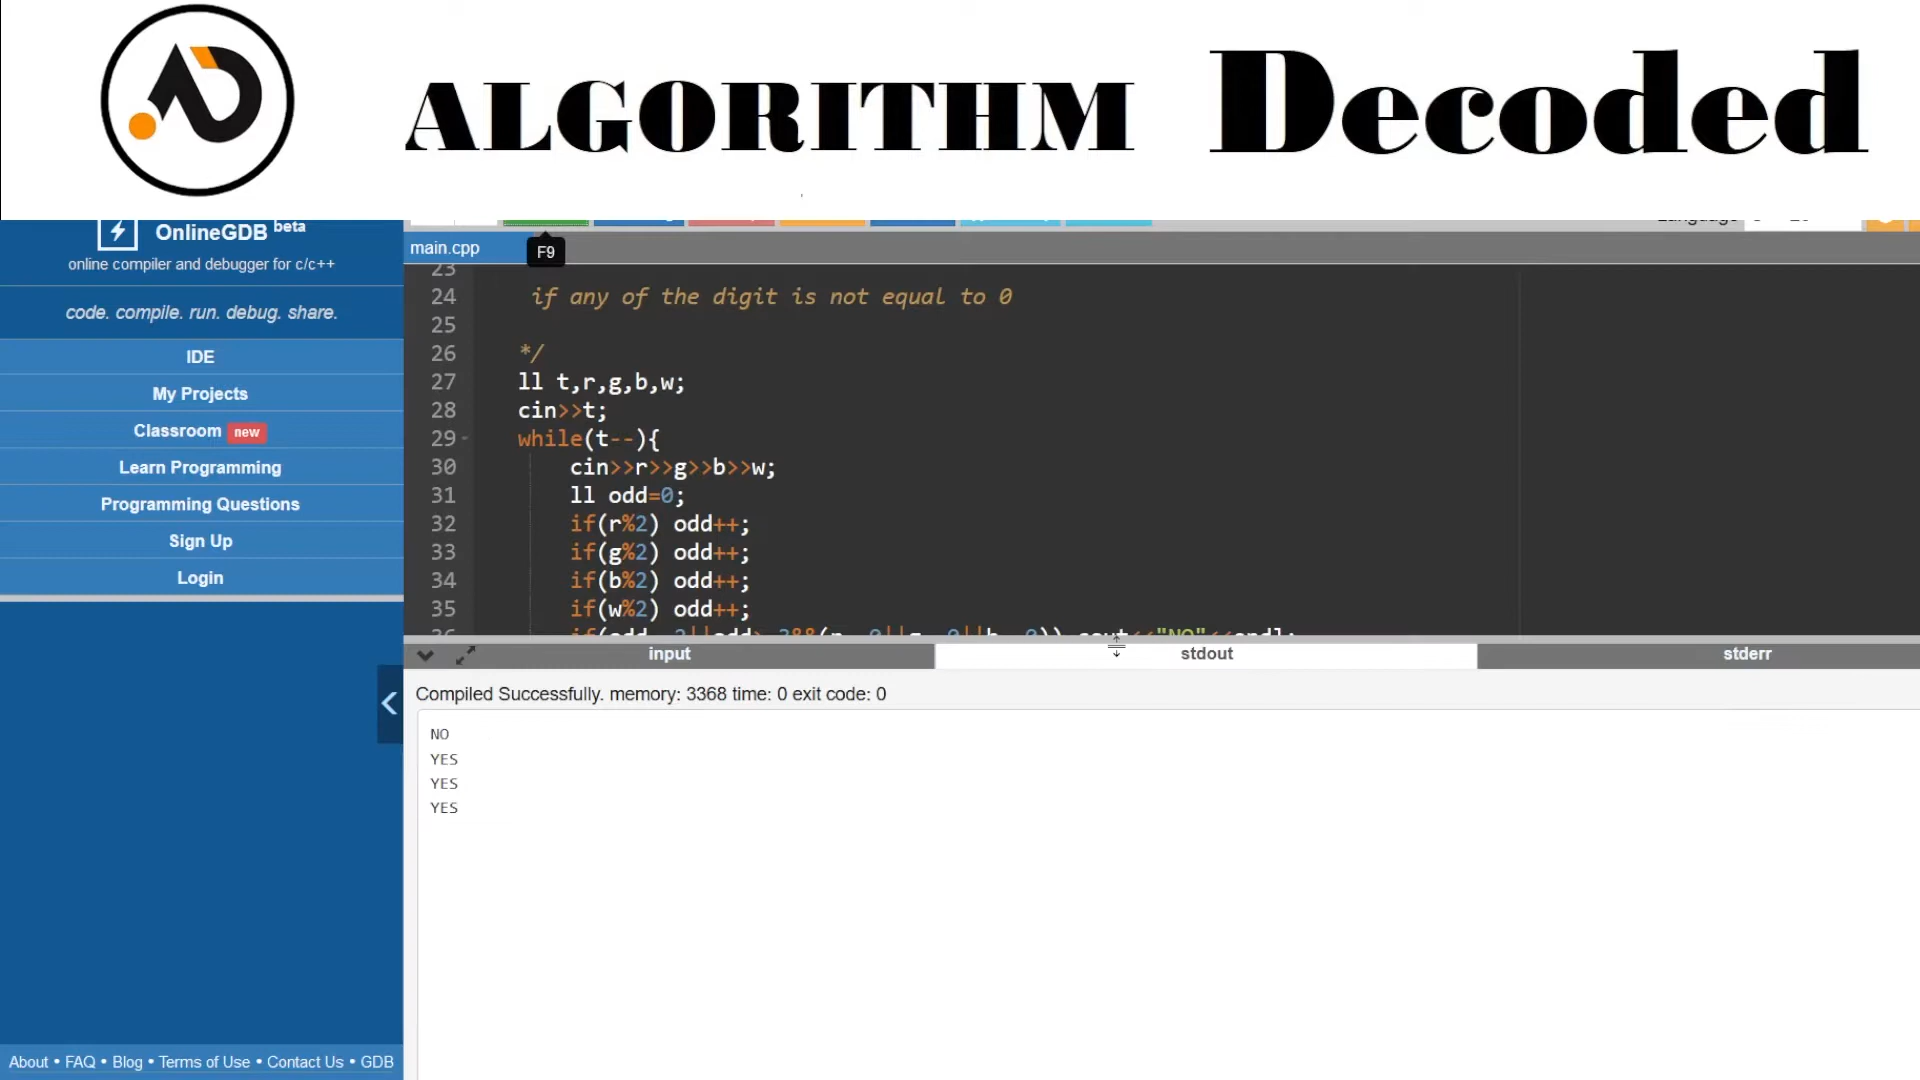 ALGORITHM Decoded
OnlineGDB beta
online compiler and debugger for c/c++
code. compile. run. debug. share.
IDE
My Projects
Classroom new
Learn Programming
Programming Questions
Sign Up
Login
About • FAQ • Blog • Terms of Use • Contact Us • GDB
main.cpp
F9
23
24 if any of the digit is not equal to 0
25
26 */
27 ll t,r,g,b,w;
28 cin>>t;
29 while(t--){
30 cin>>r>>g>>b>>w;
31 ll odd=0;
32 if(r%2) odd++;
33 if(g%2) odd++;
34 if(b%2) odd++;
35 if(w%2) odd++;
input stdout stderr
Compiled Successfully. memory: 3368 time: 0 exit code: 0
NO
YES
YES
YES